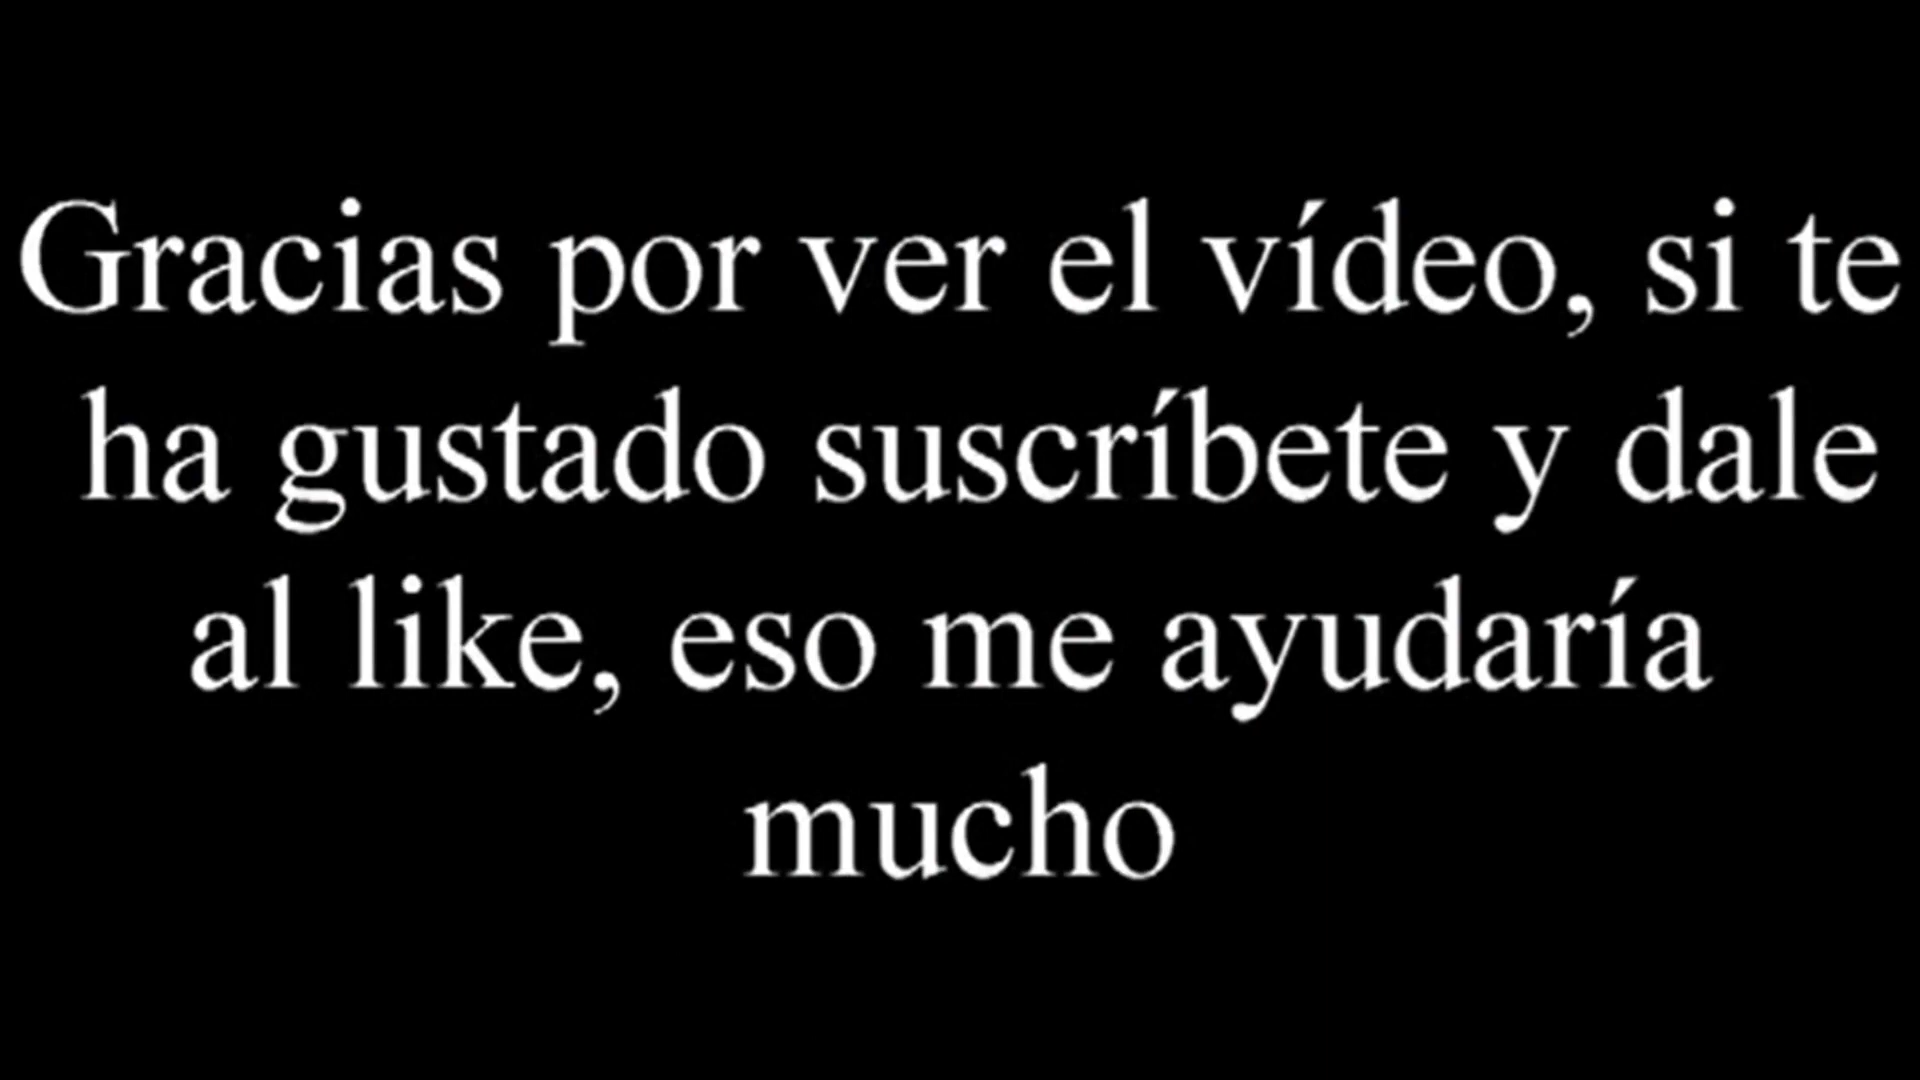 Gracias por ver el vídeo, si te
ha gustado suscríbete y dale
al like, eso me ayudaría
mucho